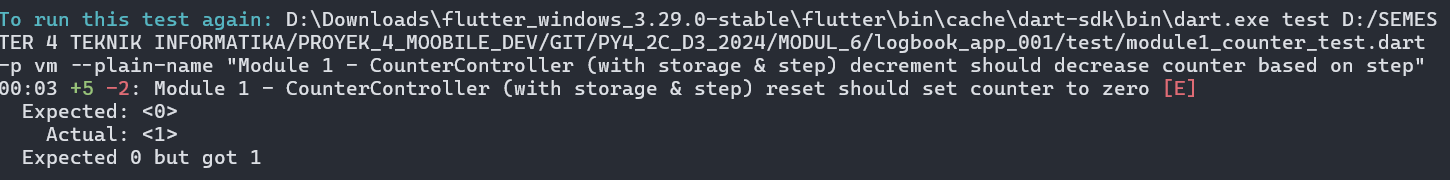 To run this test again: D:\Downloads\flutter_windows_3.29.0-stable\flutter\bin\cache\dart-sdk\bin\dart.exe test D:/SEMES
TER 4 TEKNIK INFORMATIKA/PROYEK_4_MOOBILE_DEV/GIT/PY4_2C_D3_2024/MODUL_6/logbook_app_001/test/module1_counter_test.dart
-p vm --plain-name "Module 1 - CounterController (with storage & step) decrement should decrease counter based on step"
00:03 +5 -2: Module 1 - CounterController (with storage & step) reset should set counter to zero [E]
  Expected: <0>
    Actual: <1>
  Expected 0 but got 1